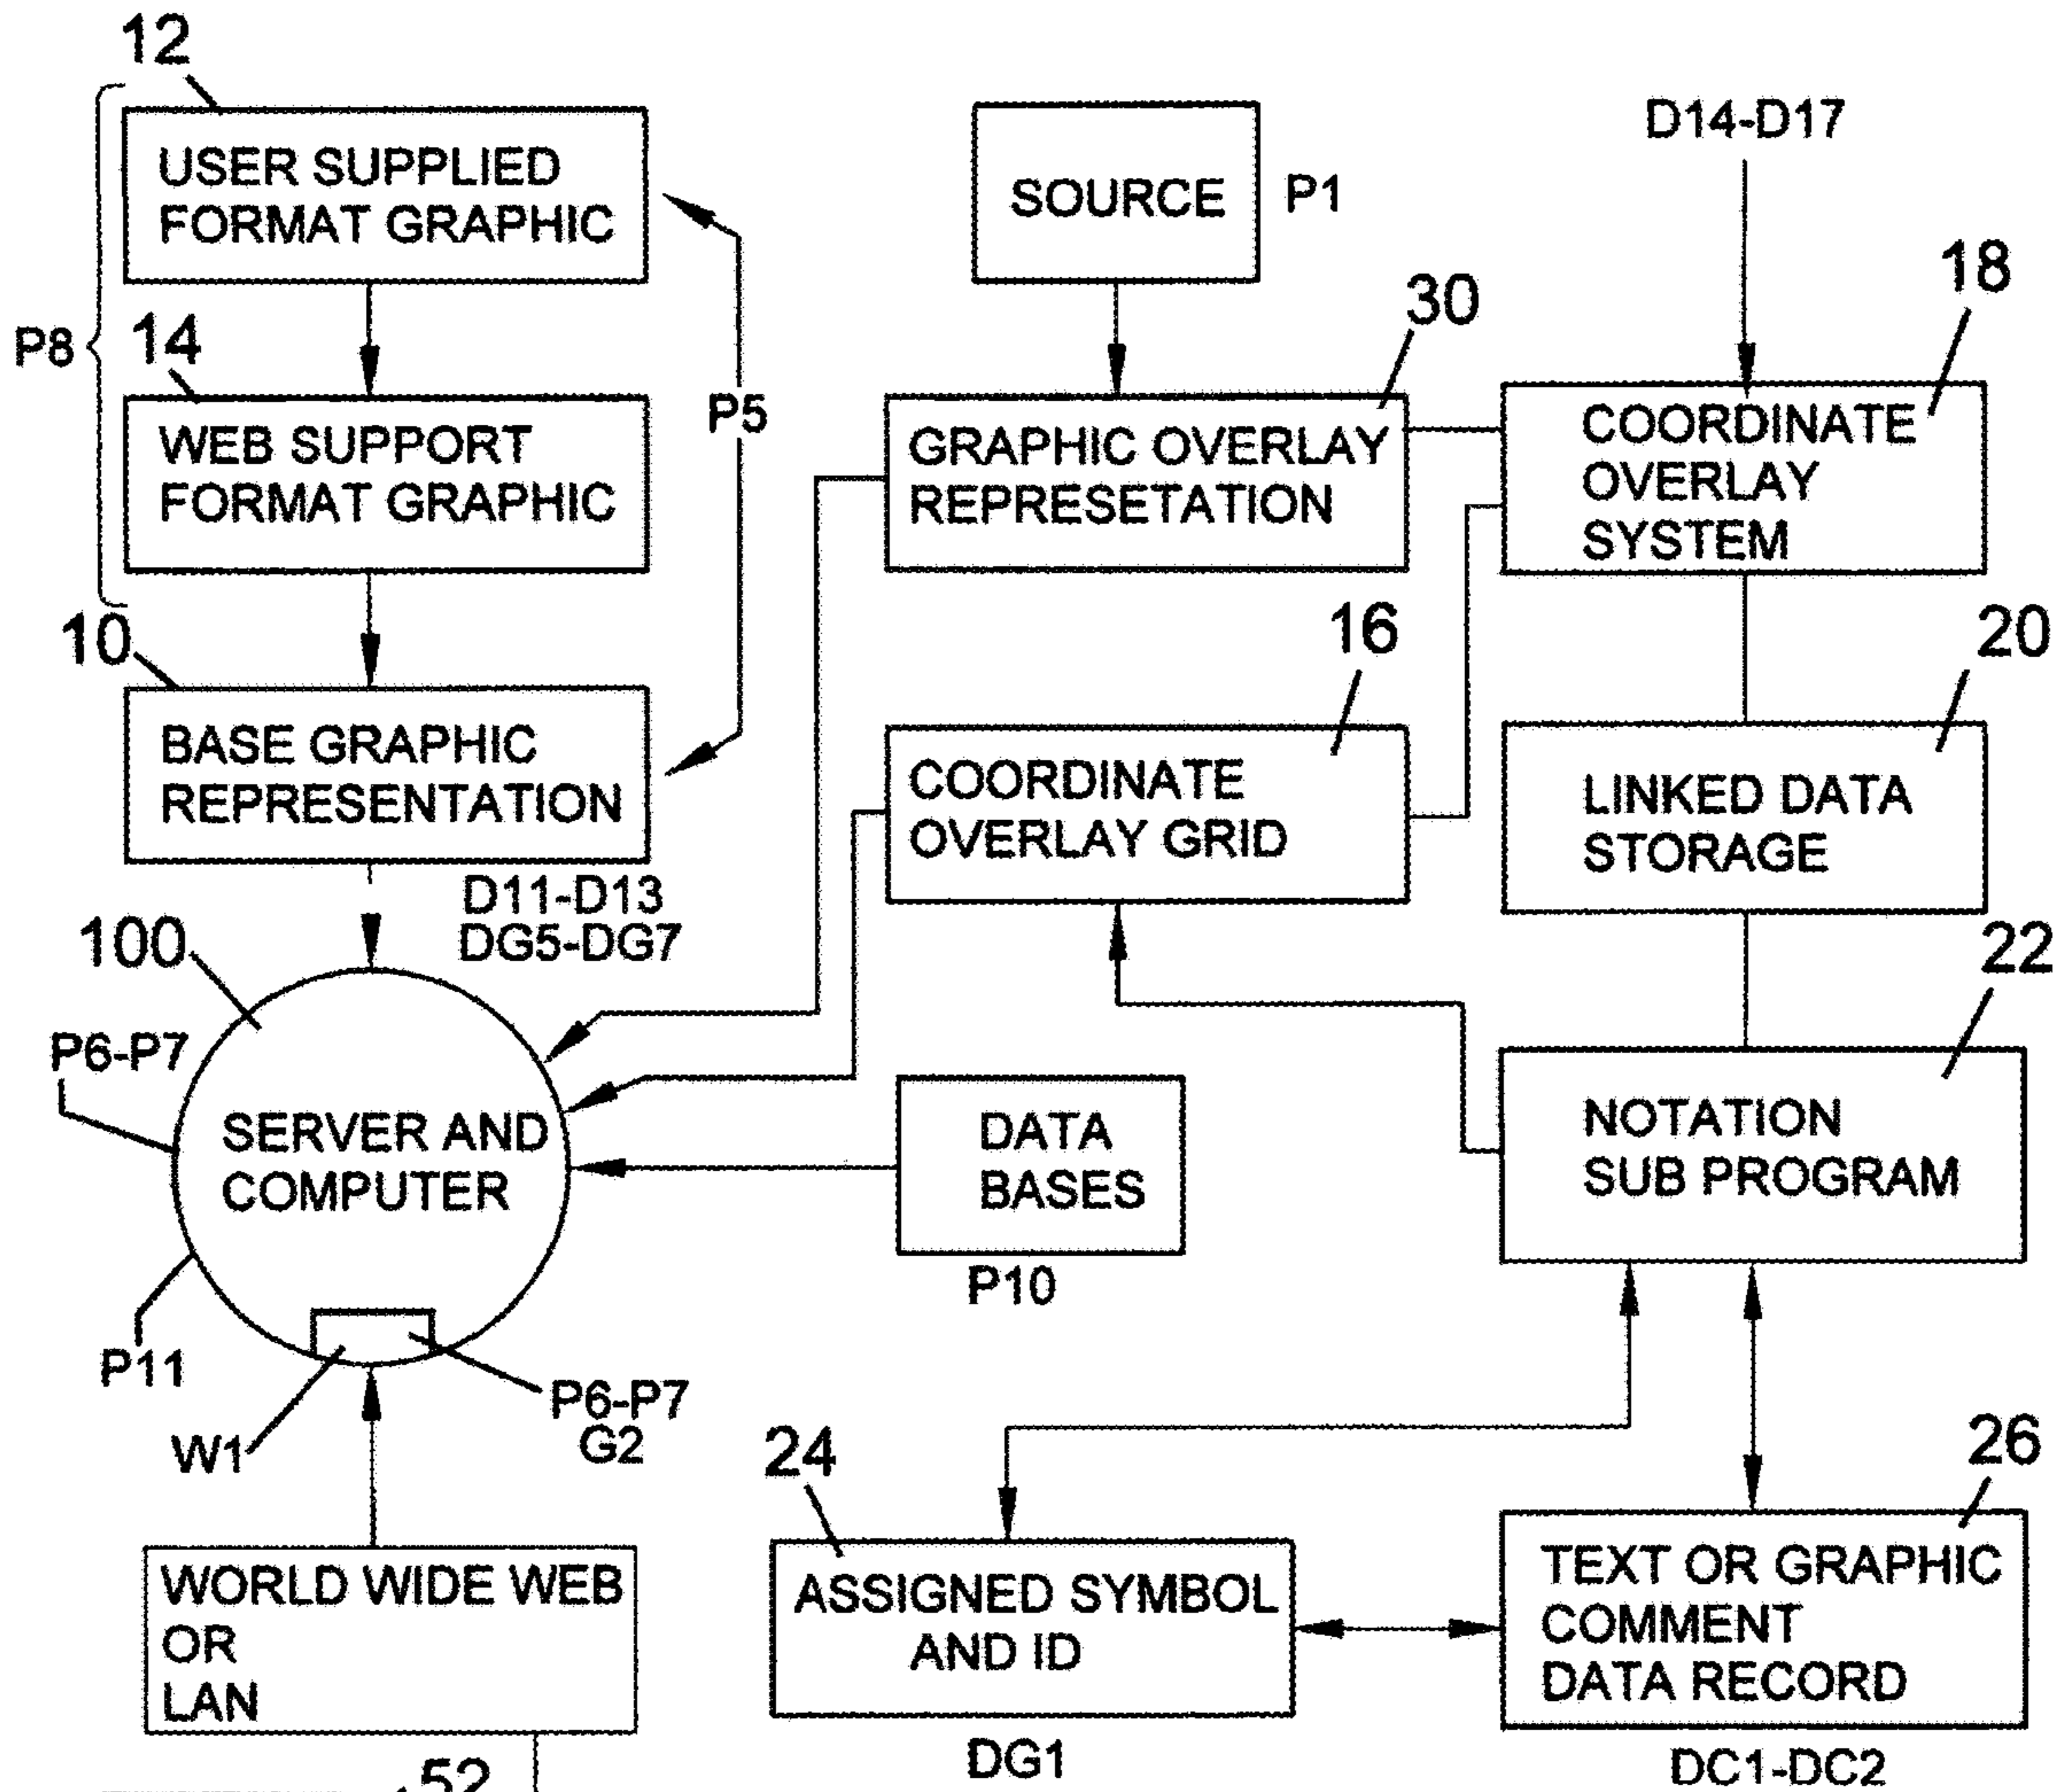 12
USER SUPPLIED
FORMAT GRAPHIC
P8
14
WEB SUPPORT
FORMAT GRAPHIC
P5
10
BASE GRAPHIC
REPRESENTATION
D11-D13
DG5-DG7
SOURCE
P1
30
GRAPHIC OVERLAY
REPRESETATION
D14-D17
18
COORDINATE
OVERLAY
SYSTEM
16
COORDINATE
OVERLAY GRID
20
LINKED DATA
STORAGE
100
P6-P7
SERVER AND
COMPUTER
P11
W1
P6-P7
G2
DATA
BASES
P10
22
NOTATION
SUB PROGRAM
24
ASSIGNED SYMBOL
AND ID
DG1
26
TEXT OR GRAPHIC
COMMENT
DATA RECORD
DC1-DC2
WORLD WIDE WEB
OR
LAN
52